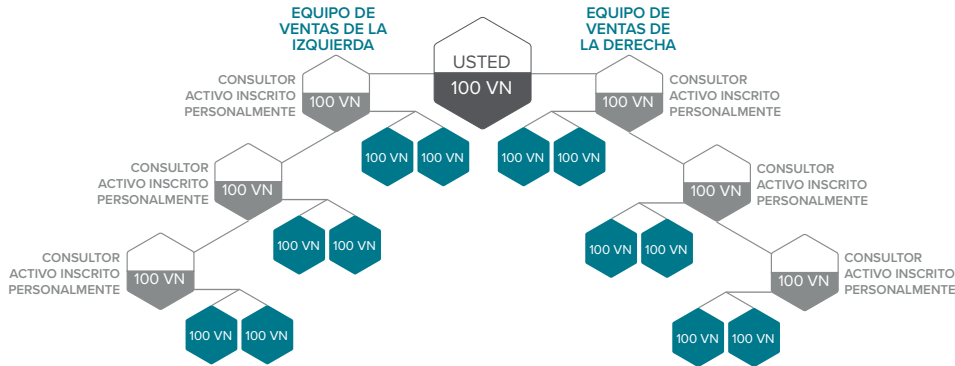 EQUIPO DE
VENTAS DE LA
IZQUIERDA
EQUIPO DE
VENTAS DE
LA DERECHA
USTED
100 VN
CONSULTOR
ACTIVO INSCRITO
PERSONALMENTE
100 VN
100 VN
CONSULTOR
ACTIVO INSCRITO
PERSONALMENTE
100 VN
100 VN
100 VN
100 VN
CONSULTOR
ACTIVO INSCRITO
PERSONALMENTE
100 VN
100 VN
CONSULTOR
ACTIVO INSCRITO
PERSONALMENTE
100 VN
100 VN
100 VN
100 VN
CONSULTOR
ACTIVO INSCRITO
PERSONALMENTE
100 VN
100 VN
CONSULTOR
ACTIVO INSCRITO
PERSONALMENTE
100 VN
100 VN
100 VN
100 VN